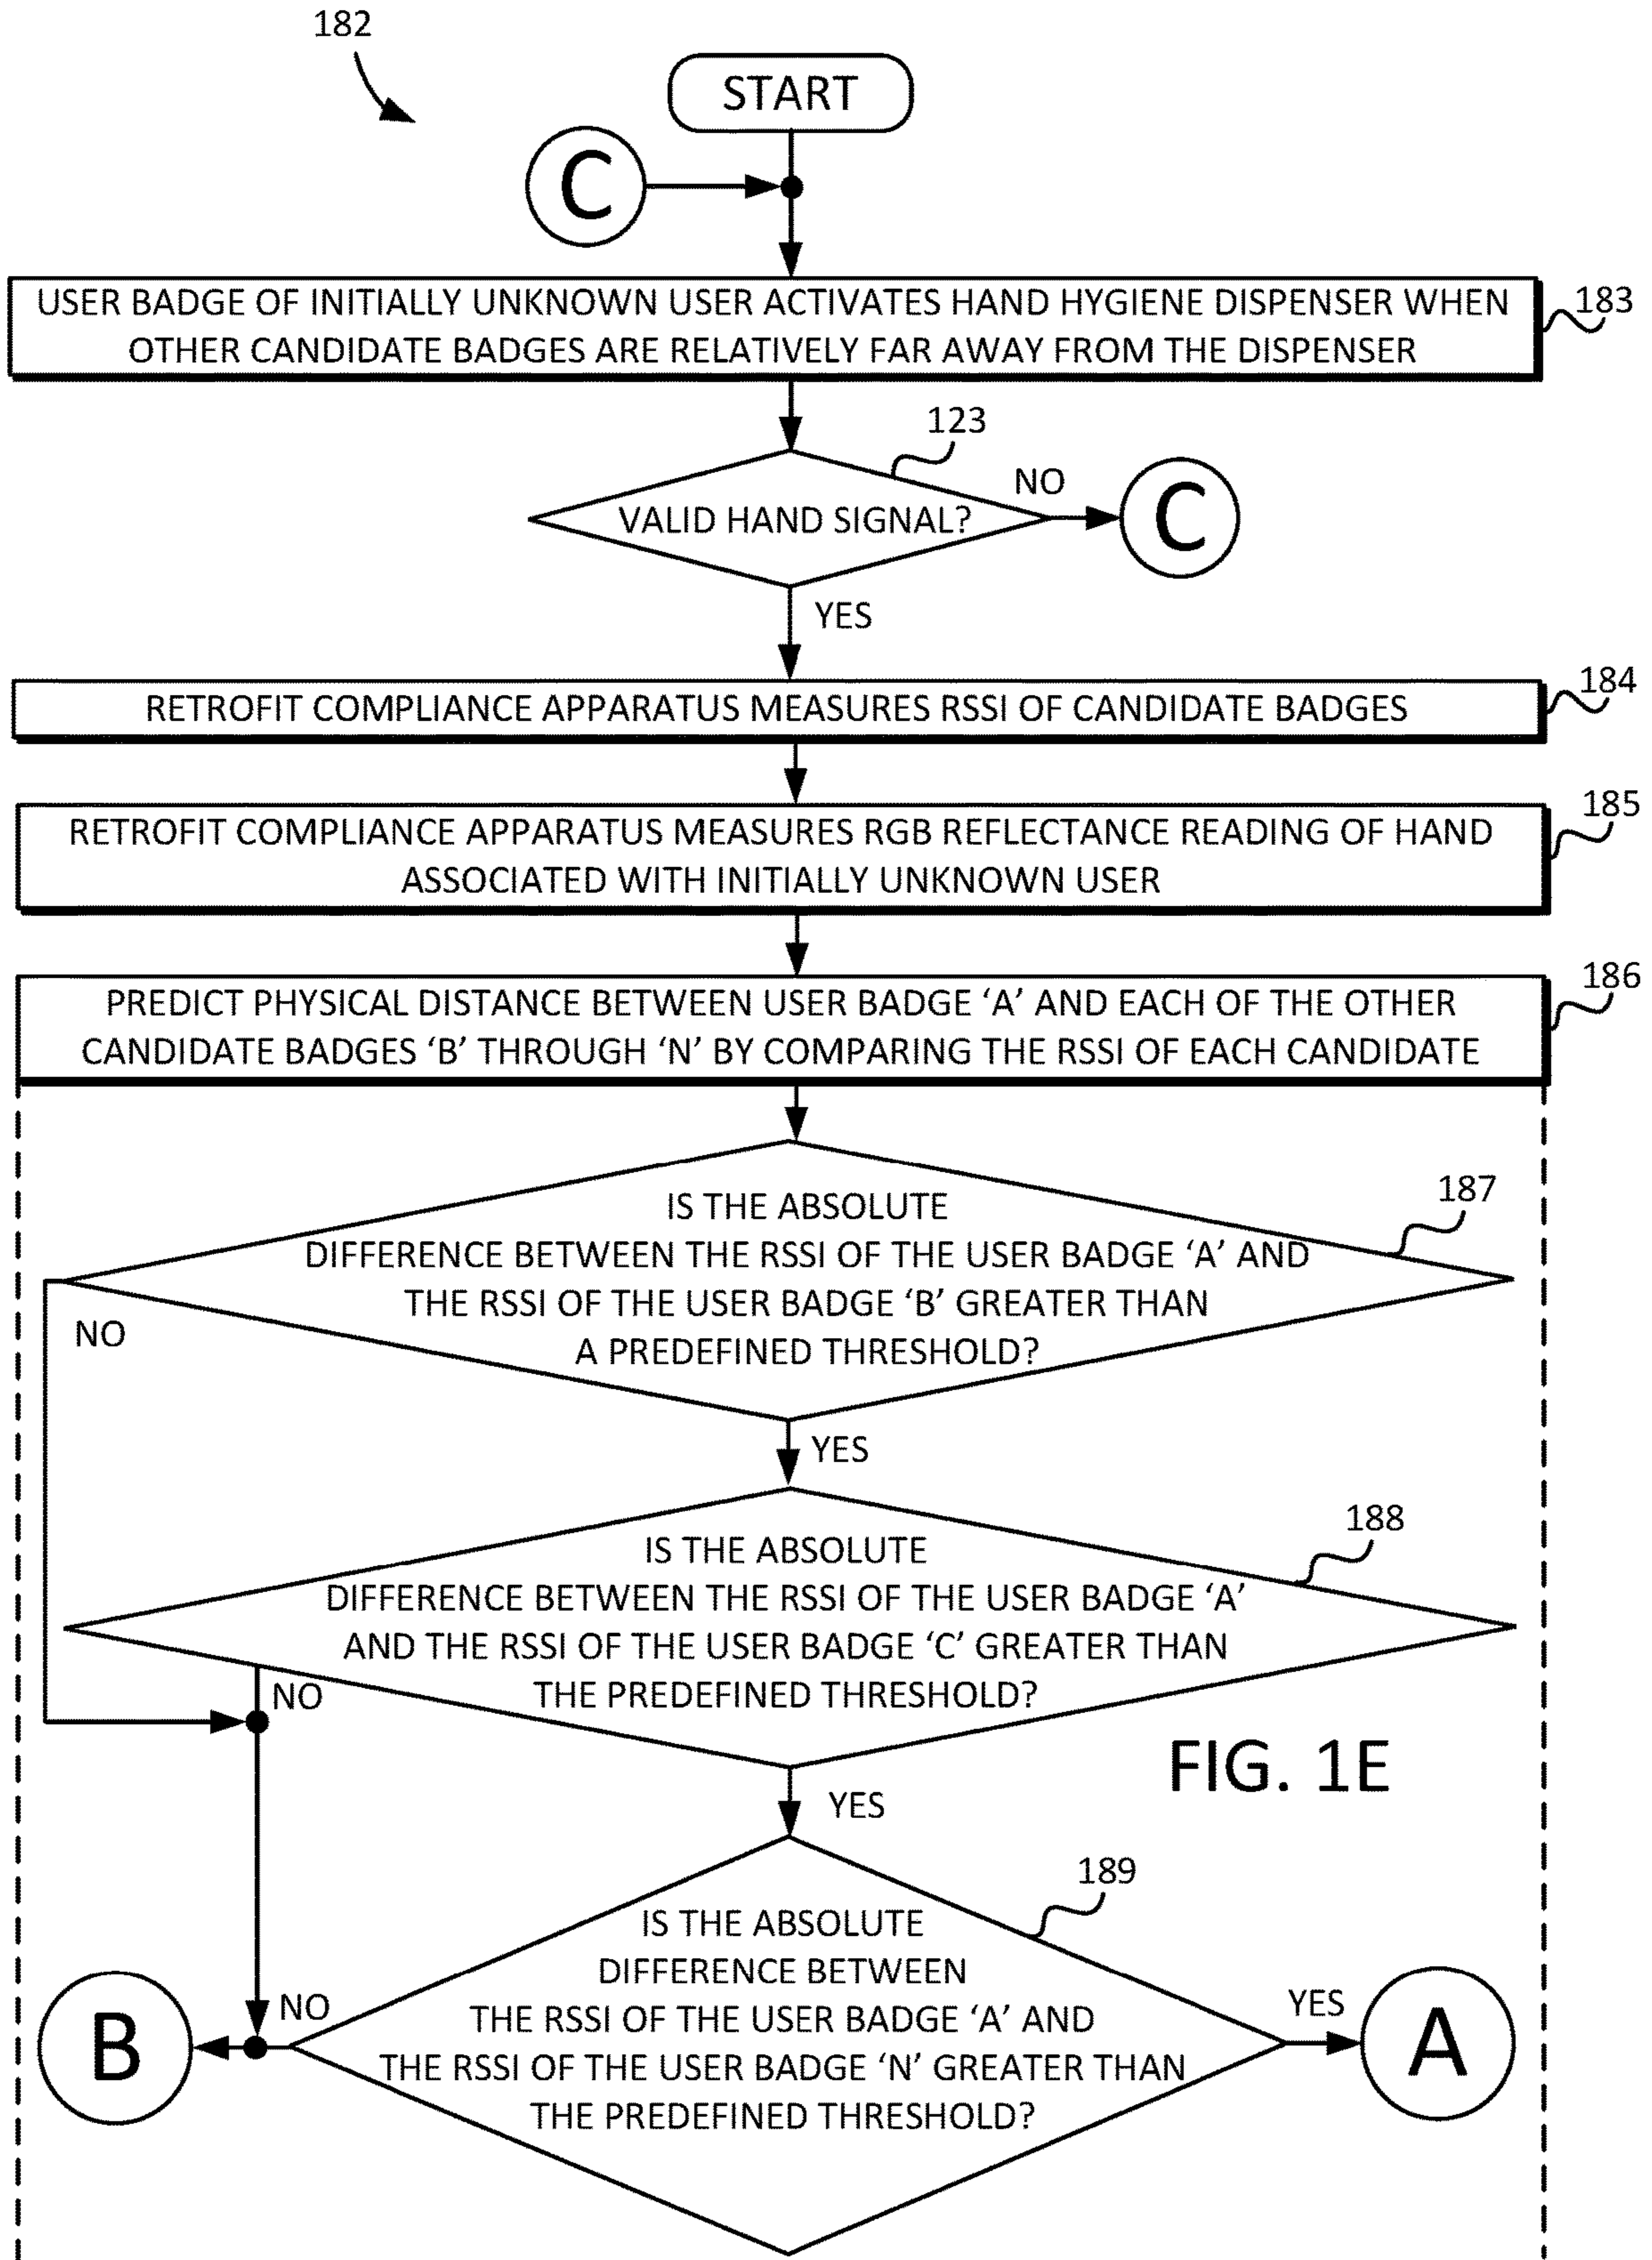 182
START
C
USER BADGE OF INITIALLY UNKNOWN USER ACTIVATES HAND HYGIENE DISPENSER WHEN
OTHER CANDIDATE BADGES ARE RELATIVELY FAR AWAY FROM THE DISPENSER
183
123
VALID HAND SIGNAL?
NO
C
YES
RETROFIT COMPLIANCE APPARATUS MEASURES RSSI OF CANDIDATE BADGES
184
RETROFIT COMPLIANCE APPARATUS MEASURES RGB REFLECTANCE READING OF HAND
ASSOCIATED WITH INITIALLY UNKNOWN USER
185
PREDICT PHYSICAL DISTANCE BETWEEN USER BADGE ‘A’ AND EACH OF THE OTHER
CANDIDATE BADGES ‘B’ THROUGH ‘N’ BY COMPARING THE RSSI OF EACH CANDIDATE
186
IS THE ABSOLUTE
DIFFERENCE BETWEEN THE RSSI OF THE USER BADGE ‘A’ AND
THE RSSI OF THE USER BADGE ‘B’ GREATER THAN
A PREDEFINED THRESHOLD?
187
NO
YES
IS THE ABSOLUTE
DIFFERENCE BETWEEN THE RSSI OF THE USER BADGE ‘A’
AND THE RSSI OF THE USER BADGE ‘C’ GREATER THAN
THE PREDEFINED THRESHOLD?
188
NO
YES
FIG. 1E
IS THE ABSOLUTE
DIFFERENCE BETWEEN
THE RSSI OF THE USER BADGE ‘A’ AND
THE RSSI OF THE USER BADGE ‘N’ GREATER THAN
THE PREDEFINED THRESHOLD?
189
NO
B
YES
A